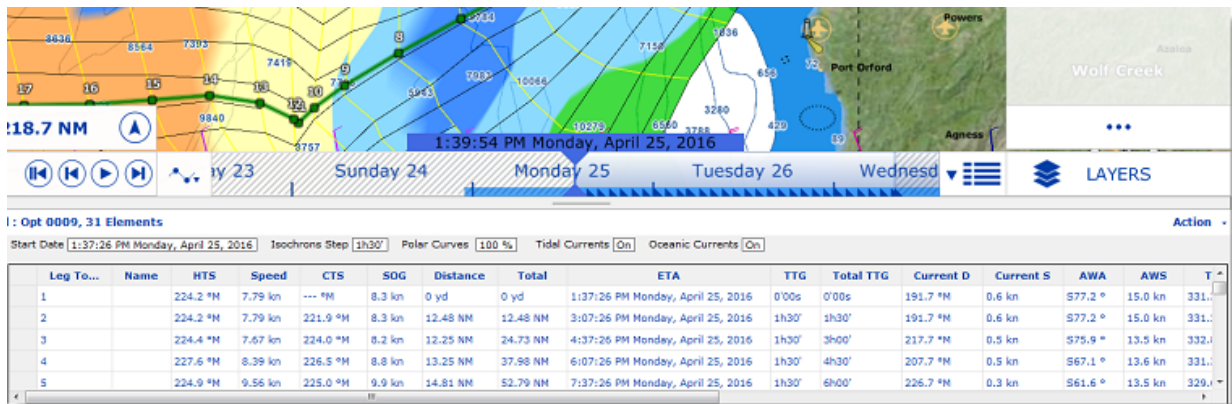 Powers
3784
8636
8564
7393
7150
1636
Azalea
7419
656
72
Port Orford
Wolf Creek
17
16
15
14
13
12
10
9
8
7983
10066
5943
9840
3280
10279
6560
3788
429
89
Agness
218.7 NM
3757
1:39:54 PM Monday, April 25, 2016
ay 23
Sunday 24
Monday 25
Tuesday 26
Wednesd
LAYERS
: Opt 0009, 31 Elements
Action
Start Date 1:37:26 PM Monday, April 25, 2016 Isochrons Step 1h30' Polar Curves 100 % Tidal Currents On Oceanic Currents On
Leg To... Name HTS Speed CTS SOG Distance Total ETA TTG Total TTG Current D Current S AWA AWS T
1 224.2 °M 7.79 kn --- °M 8.3 kn 0 yd 0 yd 1:37:26 PM Monday, April 25, 2016 0'00s 0'00s 191.7 °M 0.6 kn S77.2 ° 15.0 kn 331.
2 224.2 °M 7.79 kn 221.9 °M 8.3 kn 12.48 NM 12.48 NM 3:07:26 PM Monday, April 25, 2016 1h30' 1h30' 191.7 °M 0.6 kn S77.2 ° 15.0 kn 331.
3 224.4 °M 7.67 kn 224.0 °M 8.2 kn 12.25 NM 24.73 NM 4:37:26 PM Monday, April 25, 2016 1h30' 3h00' 217.7 °M 0.5 kn S75.9 ° 13.5 kn 332.
4 227.6 °M 8.39 kn 226.5 °M 8.8 kn 13.25 NM 37.98 NM 6:07:26 PM Monday, April 25, 2016 1h30' 4h30' 207.7 °M 0.5 kn S67.1 ° 13.6 kn 331.
5 224.9 °M 9.56 kn 225.0 °M 9.9 kn 14.81 NM 52.79 NM 7:37:26 PM Monday, April 25, 2016 1h30' 6h00' 226.7 °M 0.3 kn S61.6 ° 13.5 kn 329.